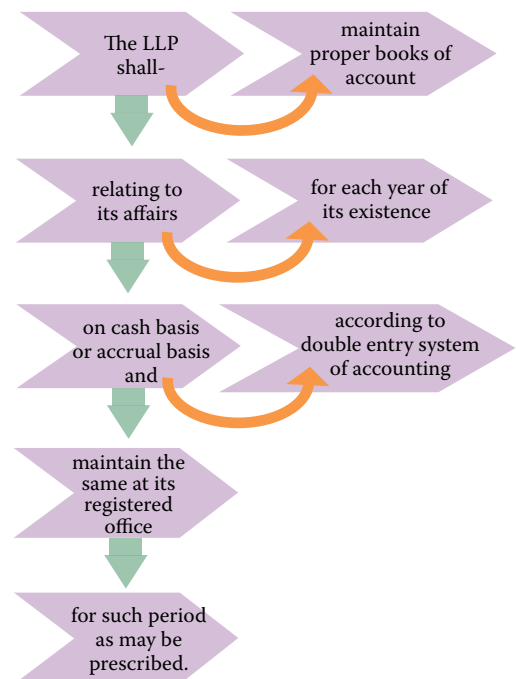 The LLP
shall-
maintain
proper books of
account
relating to
its affairs
for each year of
its existence
on cash basis
or accrual basis
and
according to
double entry system
of accounting
maintain the
same at its
registered
office
for such period
as may be
prescribed.